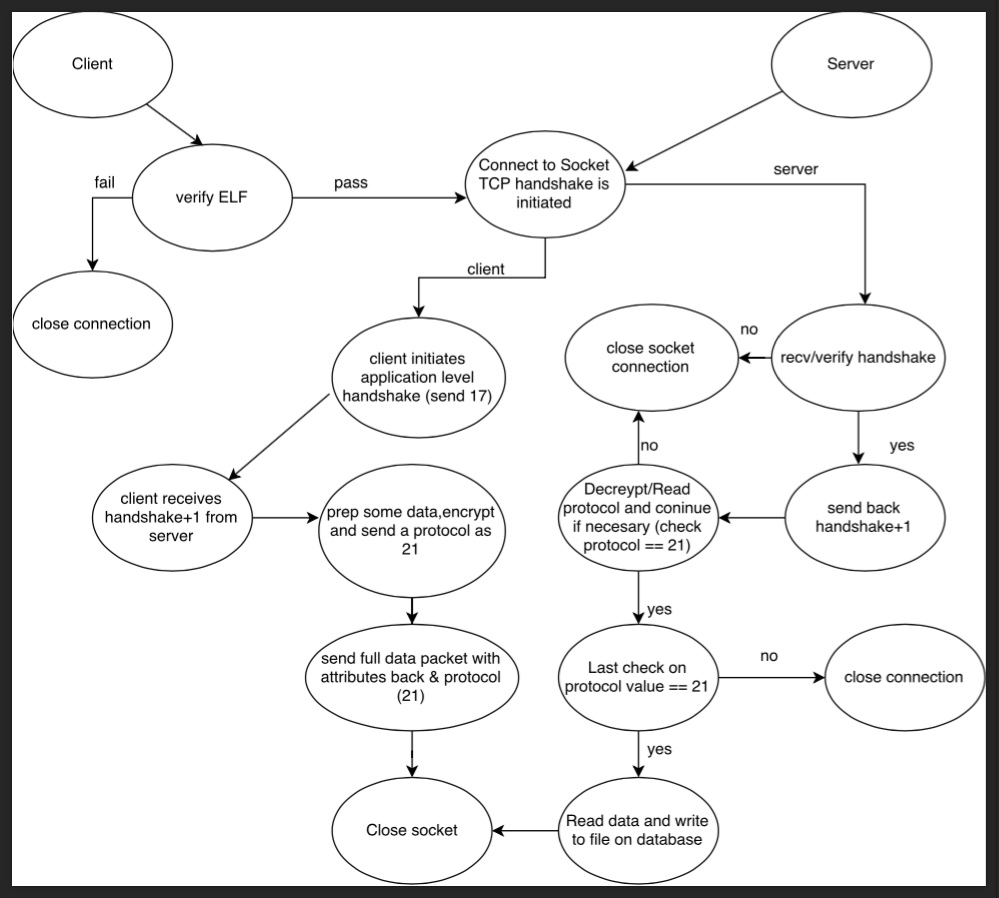 Client
Server
fail
verify ELF
pass
Connect to Socket
TCP handshake is
initiated
server
close connection
client
client initiates
application level
handshake (send 17)
close socket
connection
no
recv/verify handshake
no
yes
client receives
handshake+1 from
server
prep some data,encrypt
and send a protocol as
21
Decreypt/Read
protocol and coninue
if necesary (check
protocol == 21)
send back
handshake+1
yes
send full data packet with
attributes back & protocol
(21)
Last check on
protocol value == 21
no
close connection
yes
Close socket
Read data and write
to file on database